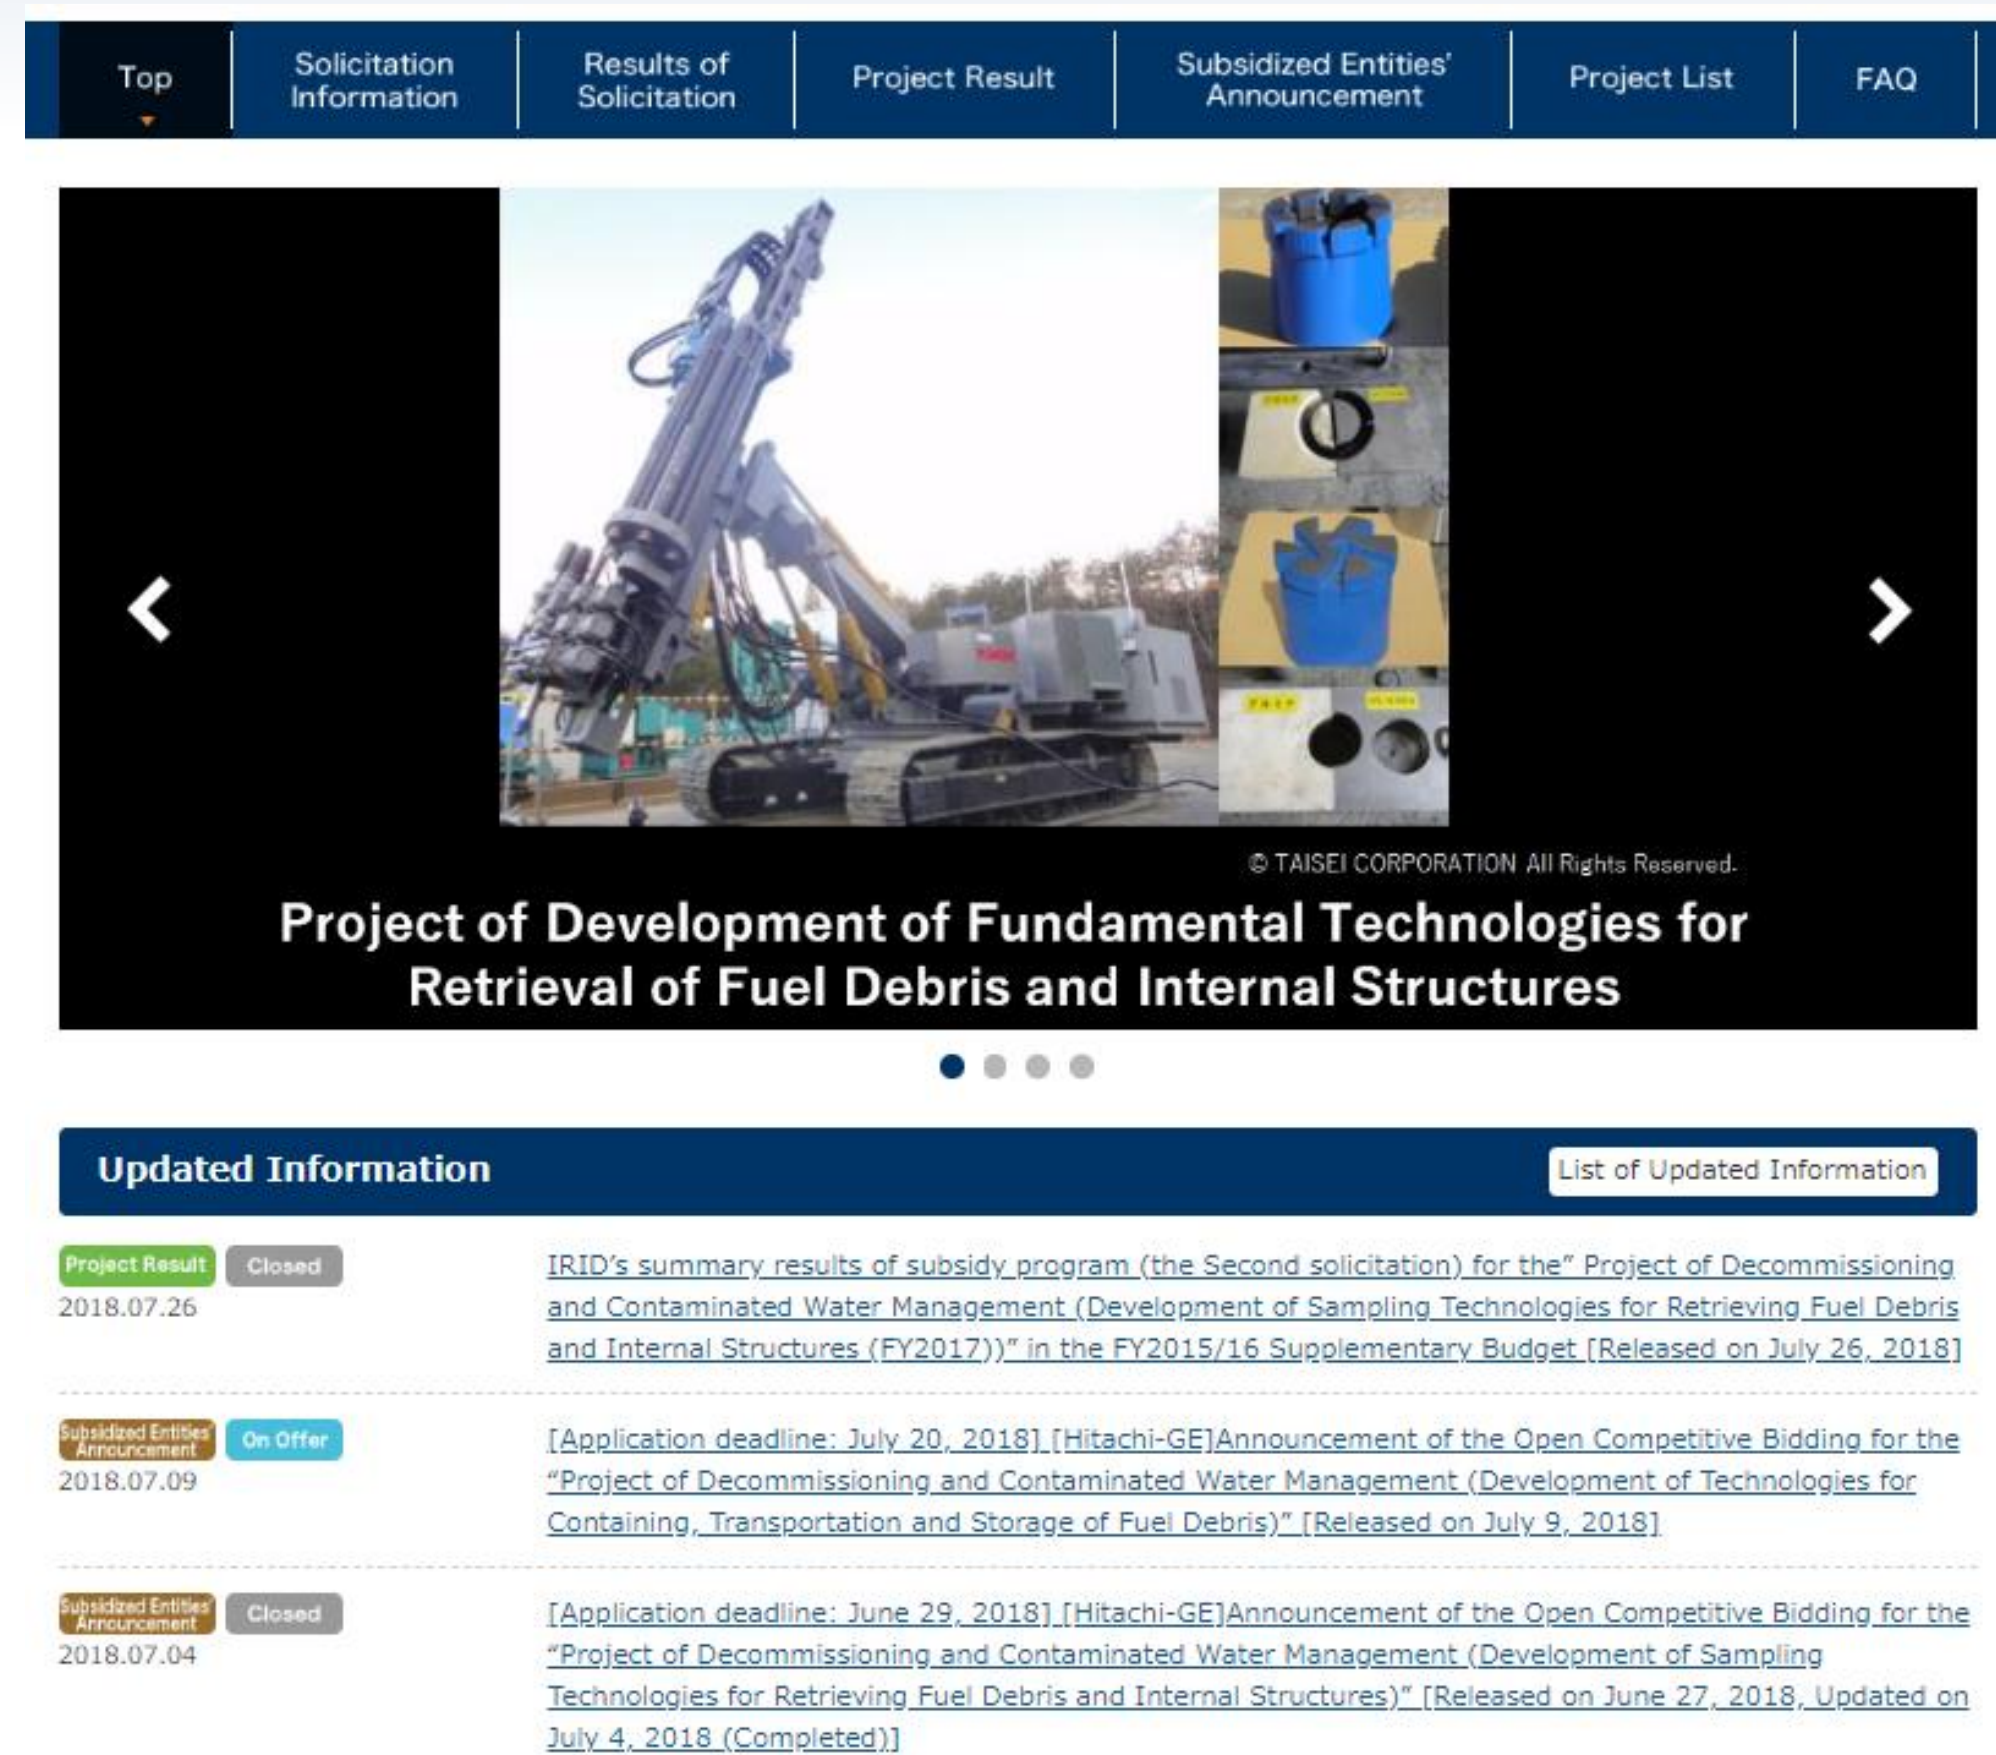 Top
Solicitation
Information
Results of
Solicitation
Project Result
Subsidized Entities'
Announcement
Project List
FAQ
© TAISEI CORPORATION All Rights Reserved.
Project of Development of Fundamental Technologies for
Retrieval of Fuel Debris and Internal Structures
Updated Information
List of Updated Information
Project Result
Closed
2018.07.26
IRID's summary results of subsidy program (the Second solicitation) for the" Project of Decommissioning
and Contaminated Water Management (Development of Sampling Technologies for Retrieving Fuel Debris
and Internal Structures (FY2017))" in the FY2015/16 Supplementary Budget [Released on July 26, 2018]
Subsidized Entities'
Announcement
On Offer
2018.07.09
[Application deadline: July 20, 2018] [Hitachi-GE]Announcement of the Open Competitive Bidding for the
"Project of Decommissioning and Contaminated Water Management (Development of Technologies for
Containing, Transportation and Storage of Fuel Debris)" [Released on July 9, 2018]
Subsidized Entities'
Announcement
Closed
2018.07.04
[Application deadline: June 29, 2018] [Hitachi-GE]Announcement of the Open Competitive Bidding for the
"Project of Decommissioning and Contaminated Water Management (Development of Sampling
Technologies for Retrieving Fuel Debris and Internal Structures)" [Released on June 27, 2018, Updated on
July 4, 2018 (Completed)]